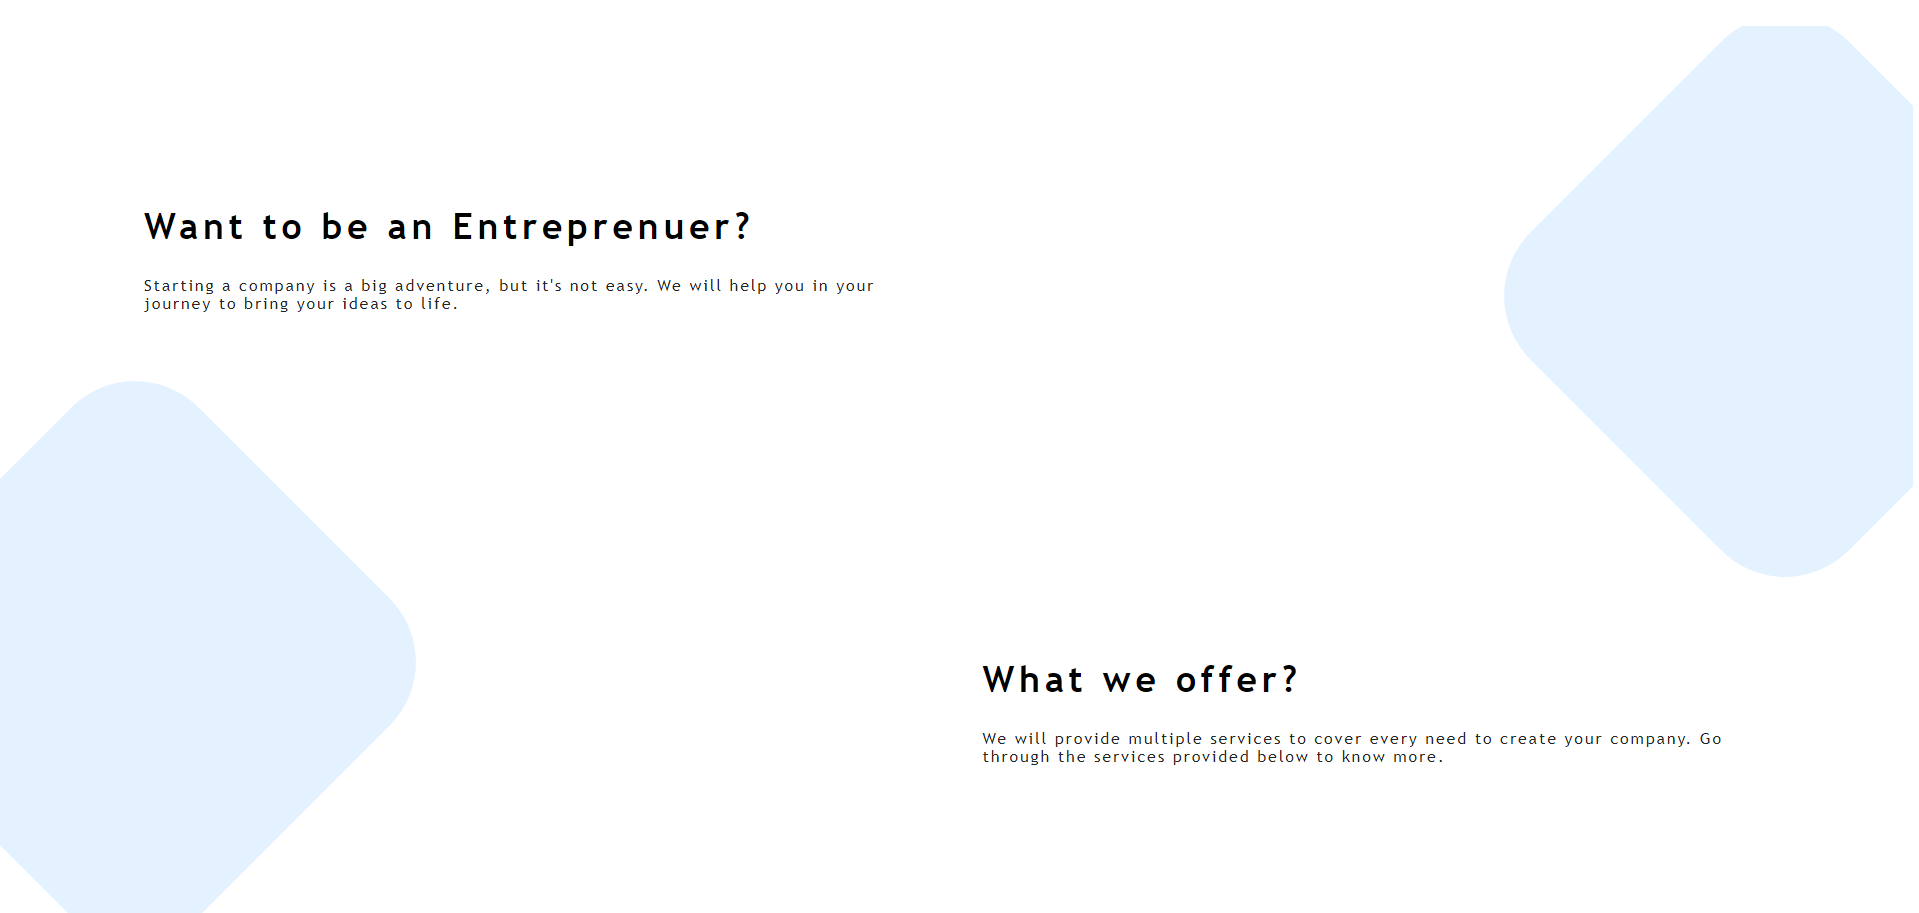 Want to be an Entreprenuer?
Starting a company is a big adventure, but it's not easy. We will help you in your
journey to bring your ideas to life.
What we offer?
We will provide multiple services to cover every need to create your company. Go
through the services provided below to know more.